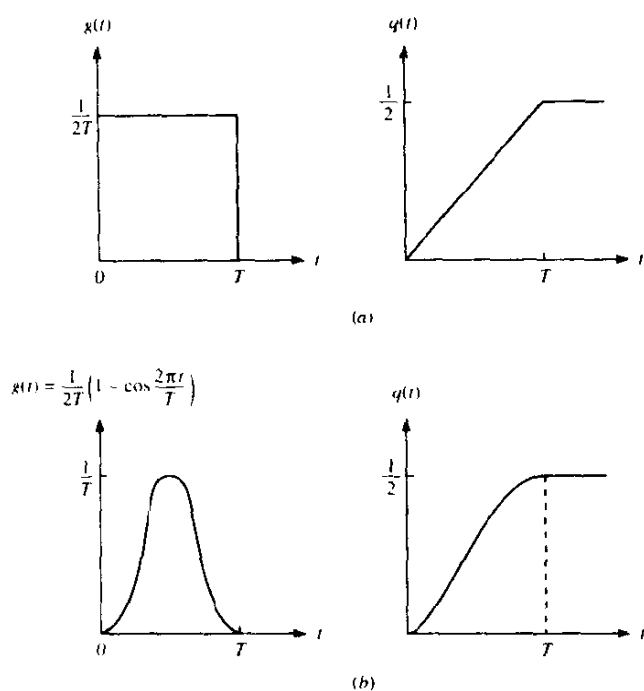 g(t)
q(t)
1/2T
1/2
0
T
t
T
t
(a)
g(t) = 1/2T (1 - cos 2πt/T)
q(t)
1/T
1/2
0
T
t
T
t
(b)